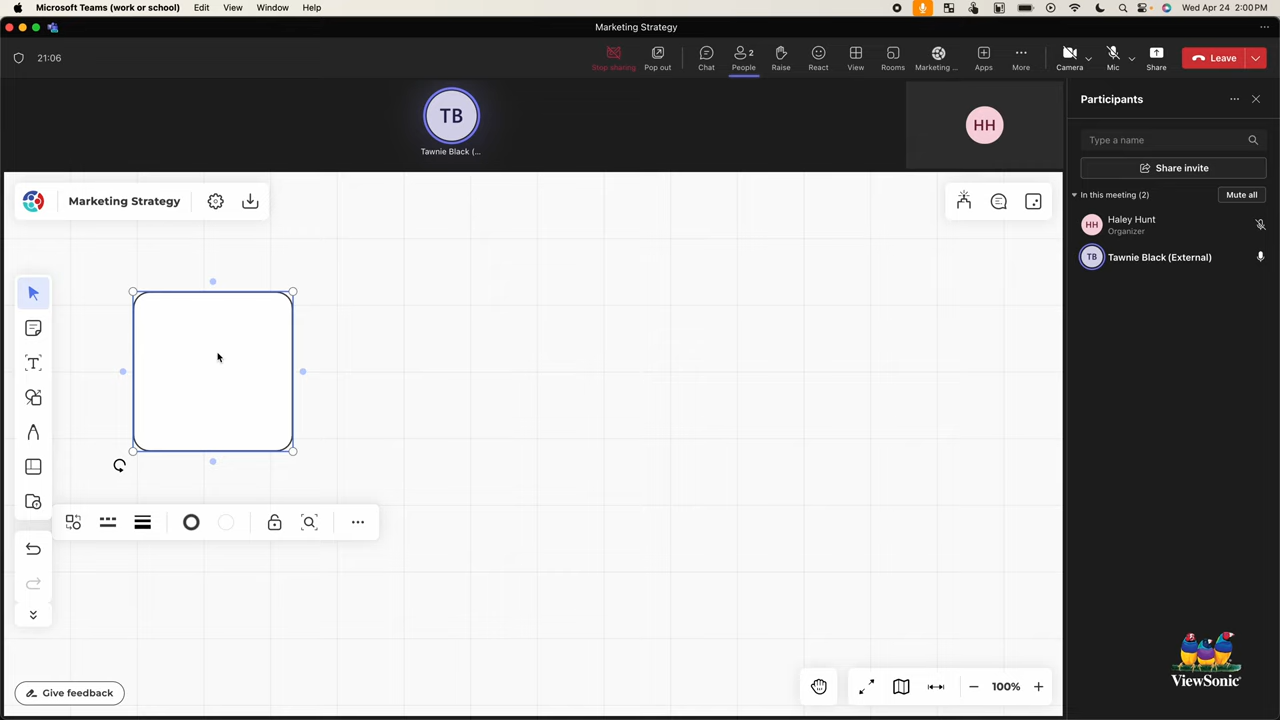 Microsoft Teams (work or school) Edit View Window Help Wed Apr 24 2:00 PM
Marketing Strategy
21:06
Stop sharing Pop out Chat People 2 Raise React View Rooms Marketing ... Apps More Camera Mic Share Leave
TB
Tawnie Black (...
HH
Participants
Type a name
Share invite
In this meeting (2) Mute all
HH Haley Hunt
Organizer
TB Tawnie Black (External)
Marketing Strategy
T
Give feedback
100%
ViewSonic